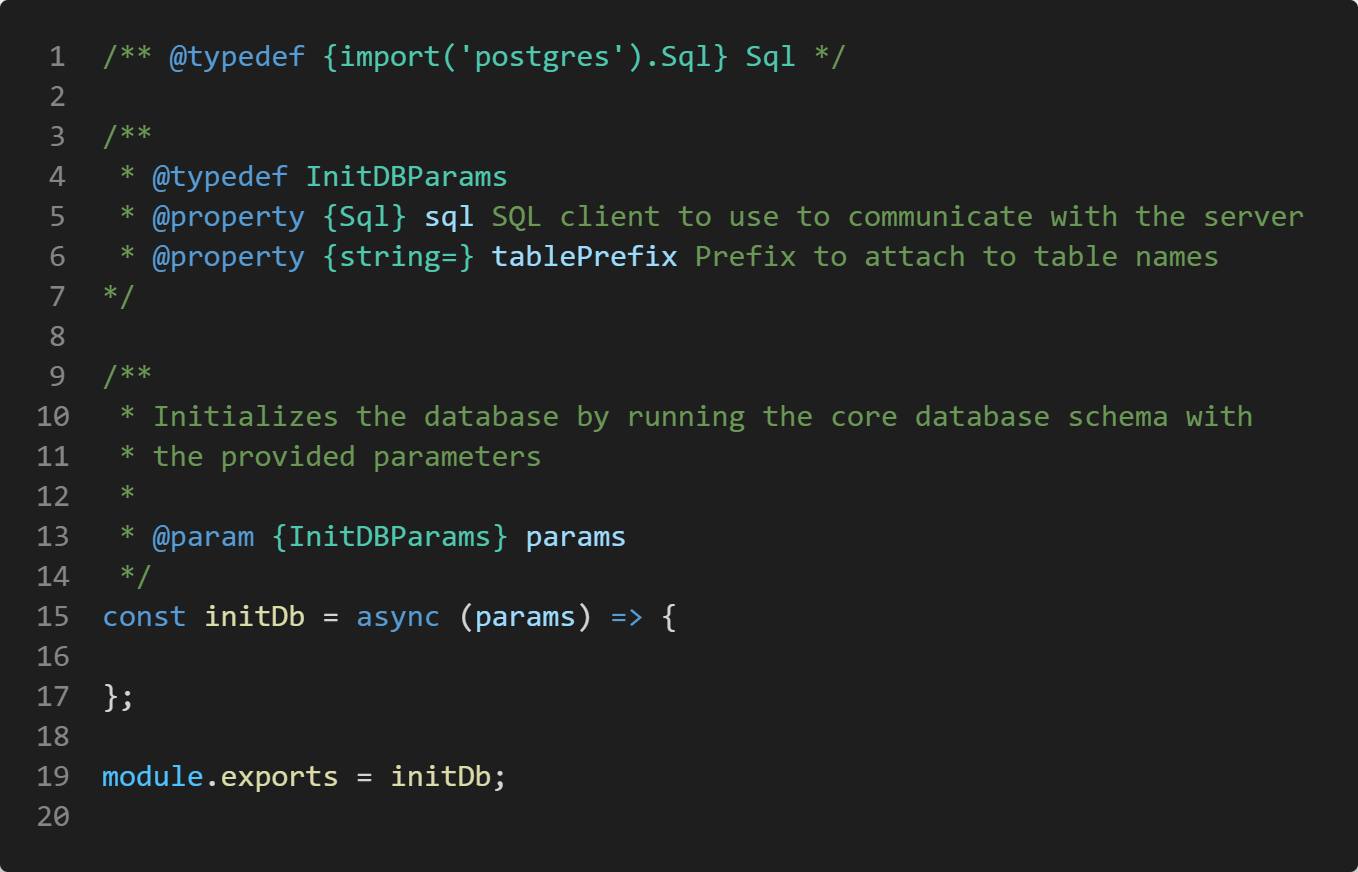 1 /** @typedef {import('postgres').Sql} Sql */
2
3 /**
4  * @typedef InitDBParams
5  * @property {Sql} sql SQL client to use to communicate with the server
6  * @property {string=} tablePrefix Prefix to attach to table names
7 */
8
9 /**
10  * Initializes the database by running the core database schema with
11  * the provided parameters
12  *
13  * @param {InitDBParams} params
14  */
15 const initDb = async (params) => {
16
17 };
18
19 module.exports = initDb;
20